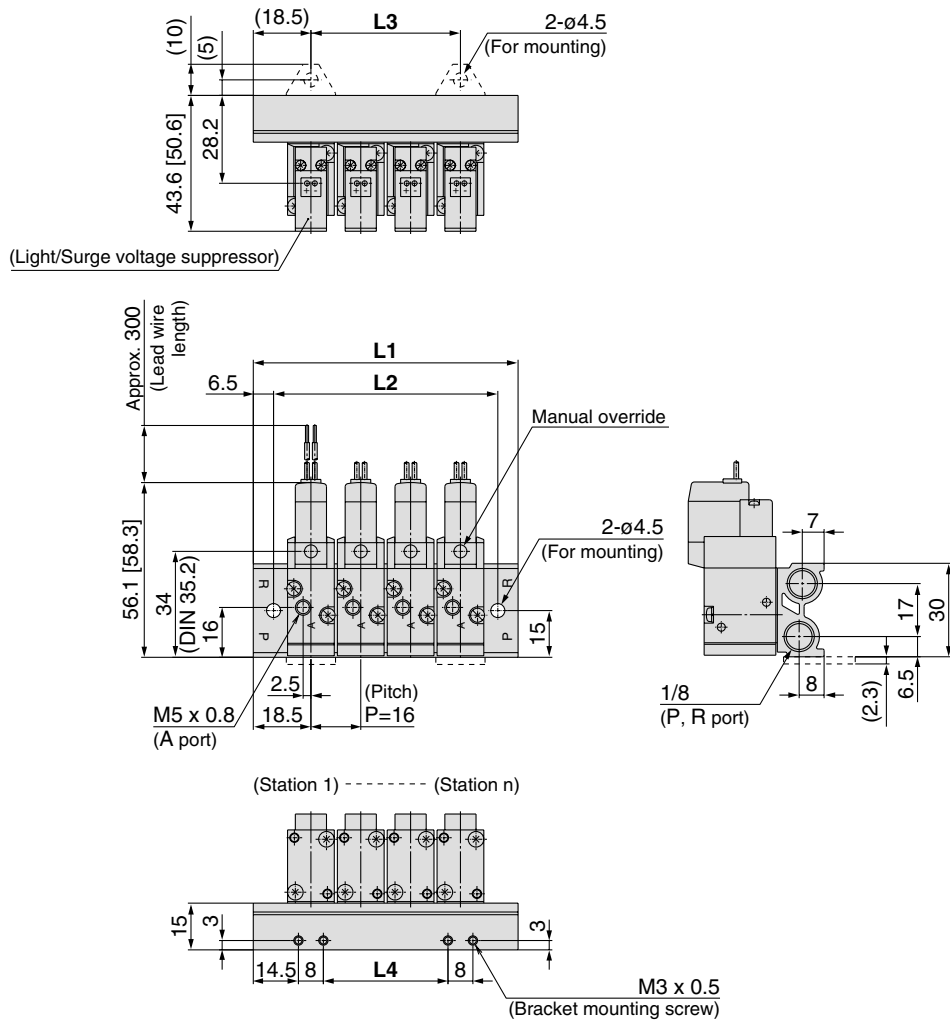 (18.5)
L3
2-ø4.5
(For mounting)
(10)
(5)
43.6 [50.6]
28.2
+ -
+ -
+ -
+ -
(Light/Surge voltage suppressor)
Approx. 300
(Lead wire
length)
L1
6.5
L2
Manual override
2-ø4.5
(For mounting)
56.1 [58.3]
34
(DIN 35.2)
16
R
P
A
A
A
A
R
P
15
2.5
(Pitch)
M5 x 0.8
(A port)
18.5
P=16
7
17
30
1/8
(P, R port)
8
(2.3)
6.5
(Station 1)
(Station n)
15
3
3
14.5
8
L4
8
M3 x 0.5
(Bracket mounting screw)